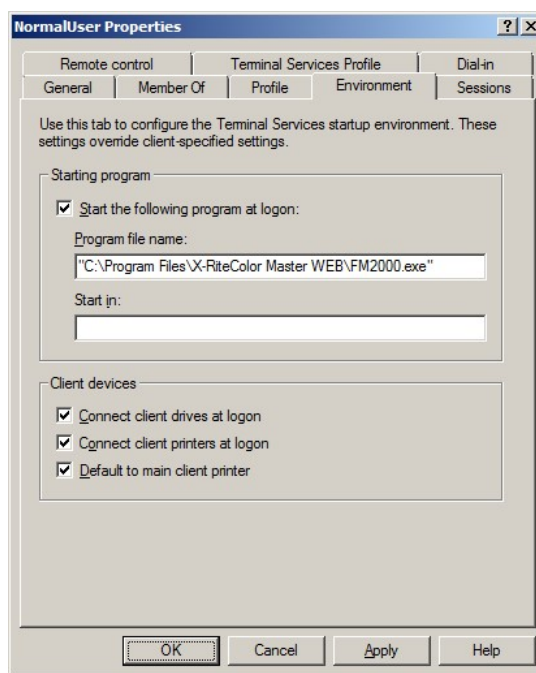 NormalUser Properties
Remote control
Terminal Services Profile
Dial-in
General
Member Of
Profile
Environment
Sessions
Use this tab to configure the Terminal Services startup environment. These
settings override client-specified settings.
Starting program
Start the following program at logon:
Program file name:
"C:\Program Files\X-RiteColor Master WEB\FM2000.exe"
Start in:
Client devices
Connect client drives at logon
Connect client printers at logon
Default to main client printer
OK
Cancel
Apply
Help